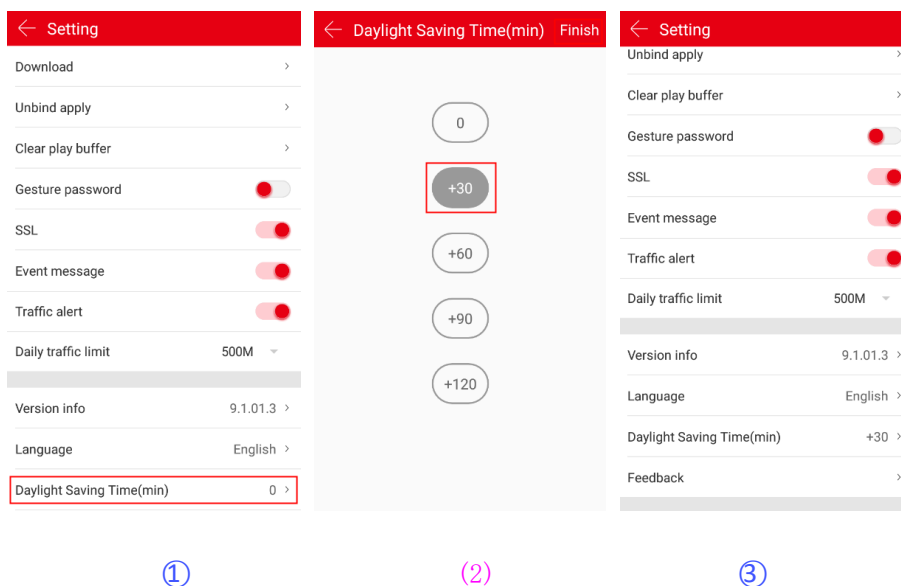 Setting
Download
Unbind apply
Clear play buffer
Gesture password
SSL
Event message
Traffic alert
Daily traffic limit 500M
Version info 9.1.01.3
Language English
Daylight Saving Time(min) 0
①
Daylight Saving Time(min) Finish
0
+30
+60
+90
+120
(2)
Setting
Unbind apply
Clear play buffer
Gesture password
SSL
Event message
Traffic alert
Daily traffic limit 500M
Version info 9.1.01.3
Language English
Daylight Saving Time(min) +30
Feedback
③